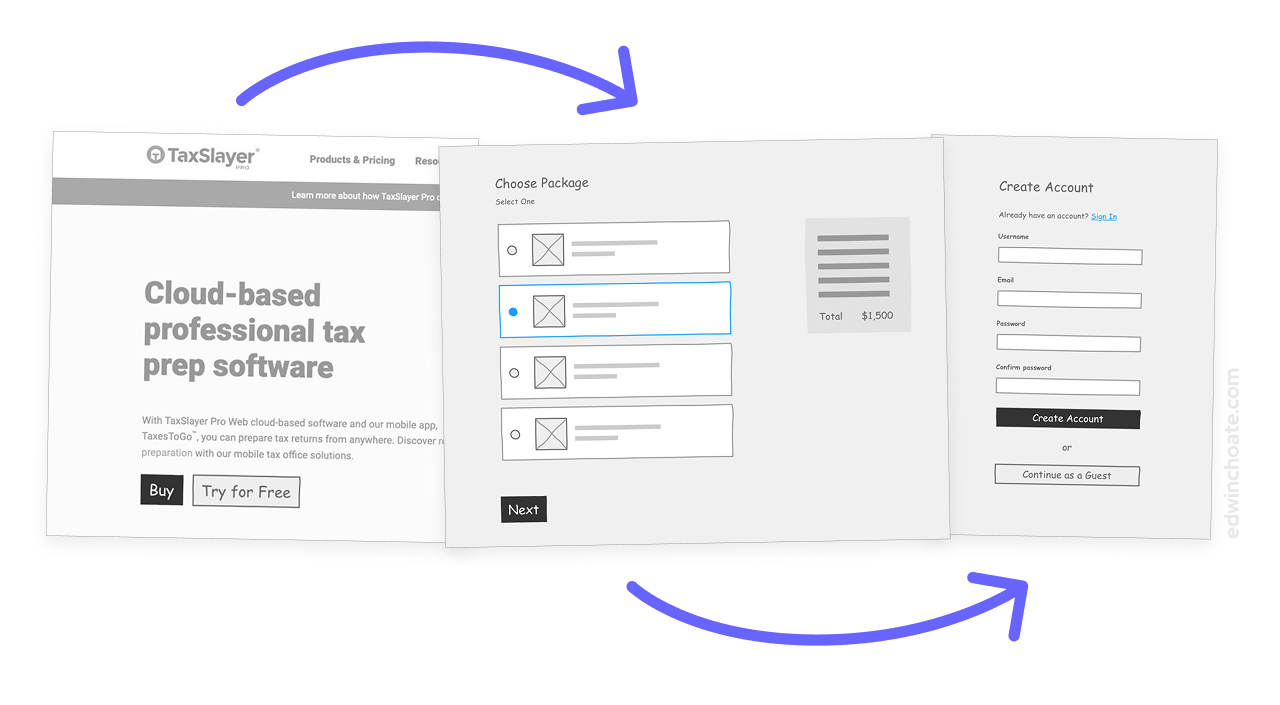 TaxSlayer®
PRO
Products & Pricing
Learn more about how TaxSlayer Pro
Cloud-based
professional tax
prep software
With TaxSlayer Pro Web cloud-based software and our mobile app,
TaxesToGo™, you can prepare tax returns from anywhere. Discover
preparation with our mobile tax office solutions.
Buy
Try for Free
Choose Package
Select One
Total $1,500
Next
Create Account
Already have an account? Sign In
Username
Email
Password
Confirm password
Create Account
or
Continue as a Guest
edwinchoate.com